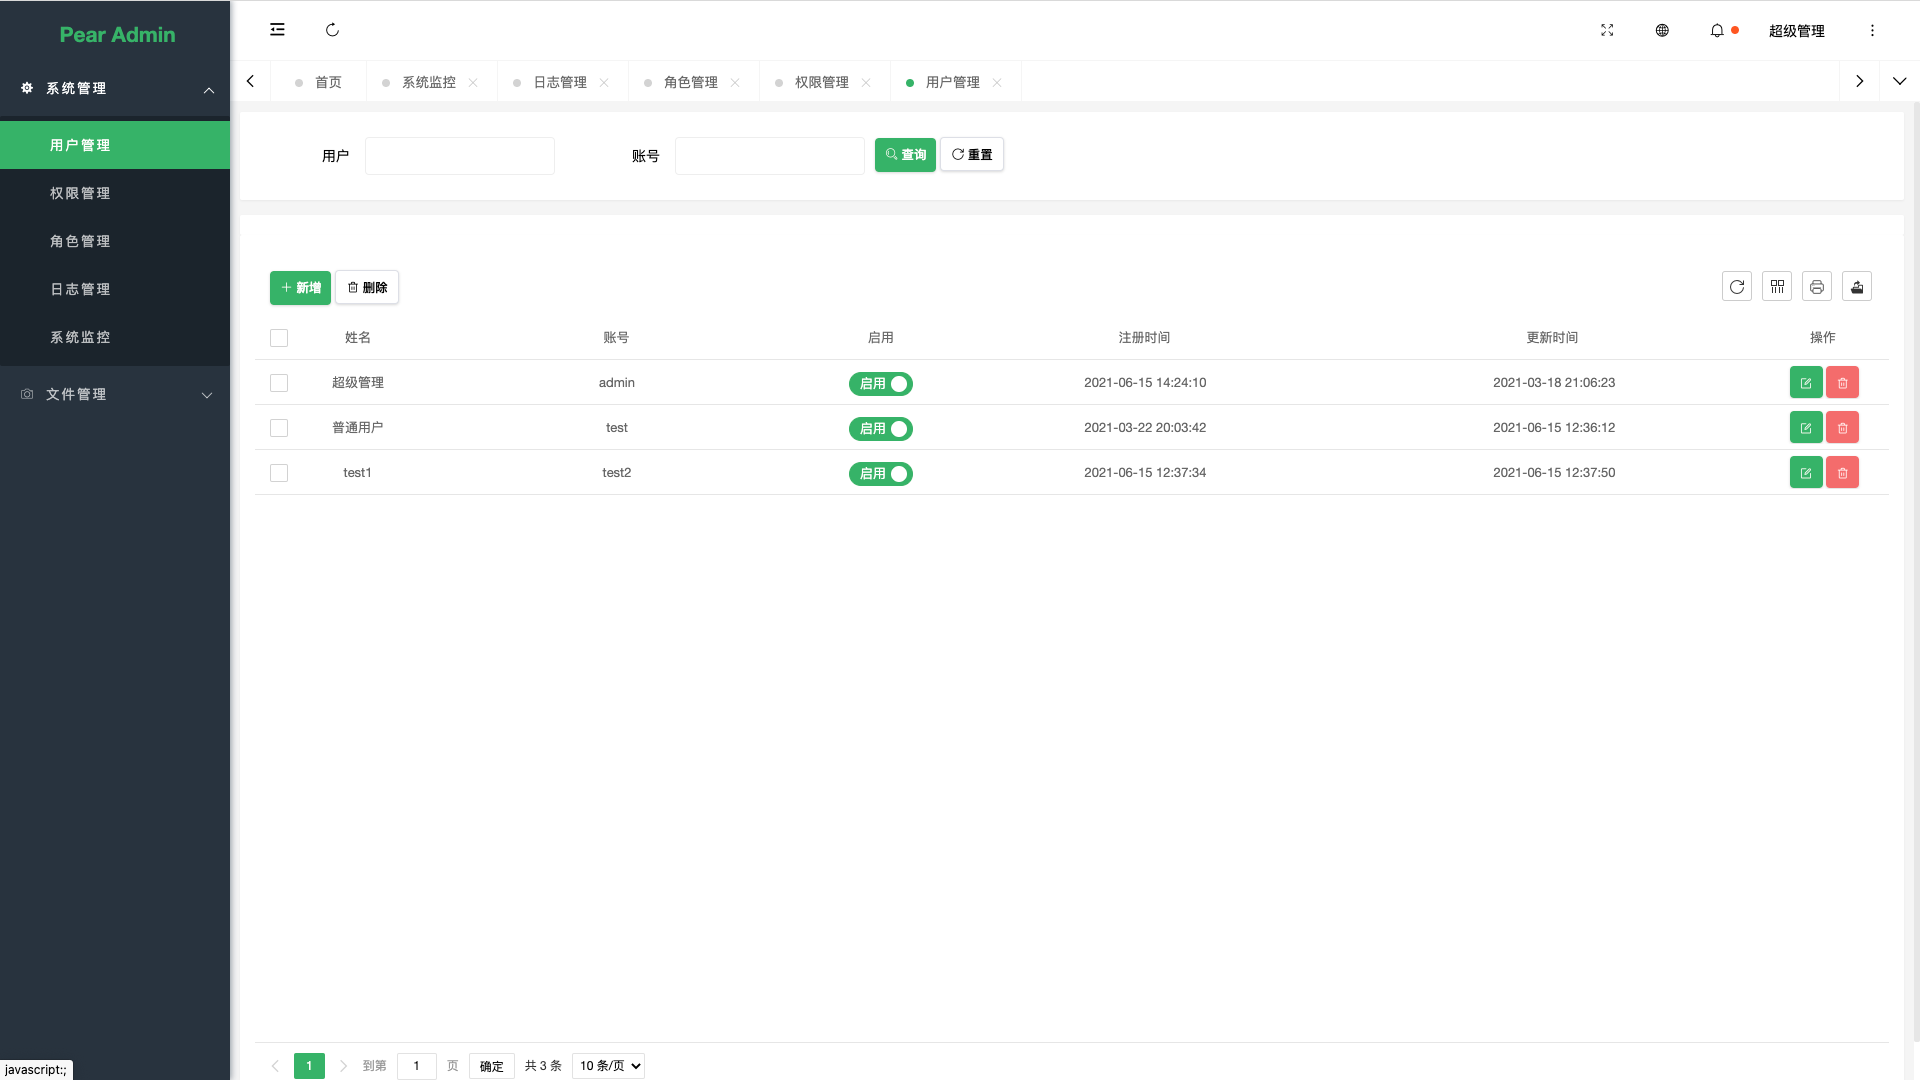 Pear Admin
系统管理
用户管理
权限管理
角色管理
日志管理
系统监控
文件管理
超级管理
首页 系统监控 日志管理 角色管理 权限管理 用户管理
用户 账号 查询 重置
新增 删除
姓名 账号 启用 注册时间 更新时间 操作
超级管理 admin 启用 2021-06-15 14:24:10 2021-03-18 21:06:23
普通用户 test 启用 2021-03-22 20:03:42 2021-06-15 12:36:12
test1 test2 启用 2021-06-15 12:37:34 2021-06-15 12:37:50
1 到第 1 页 确定 共 3 条 10 条/页
javascript:;